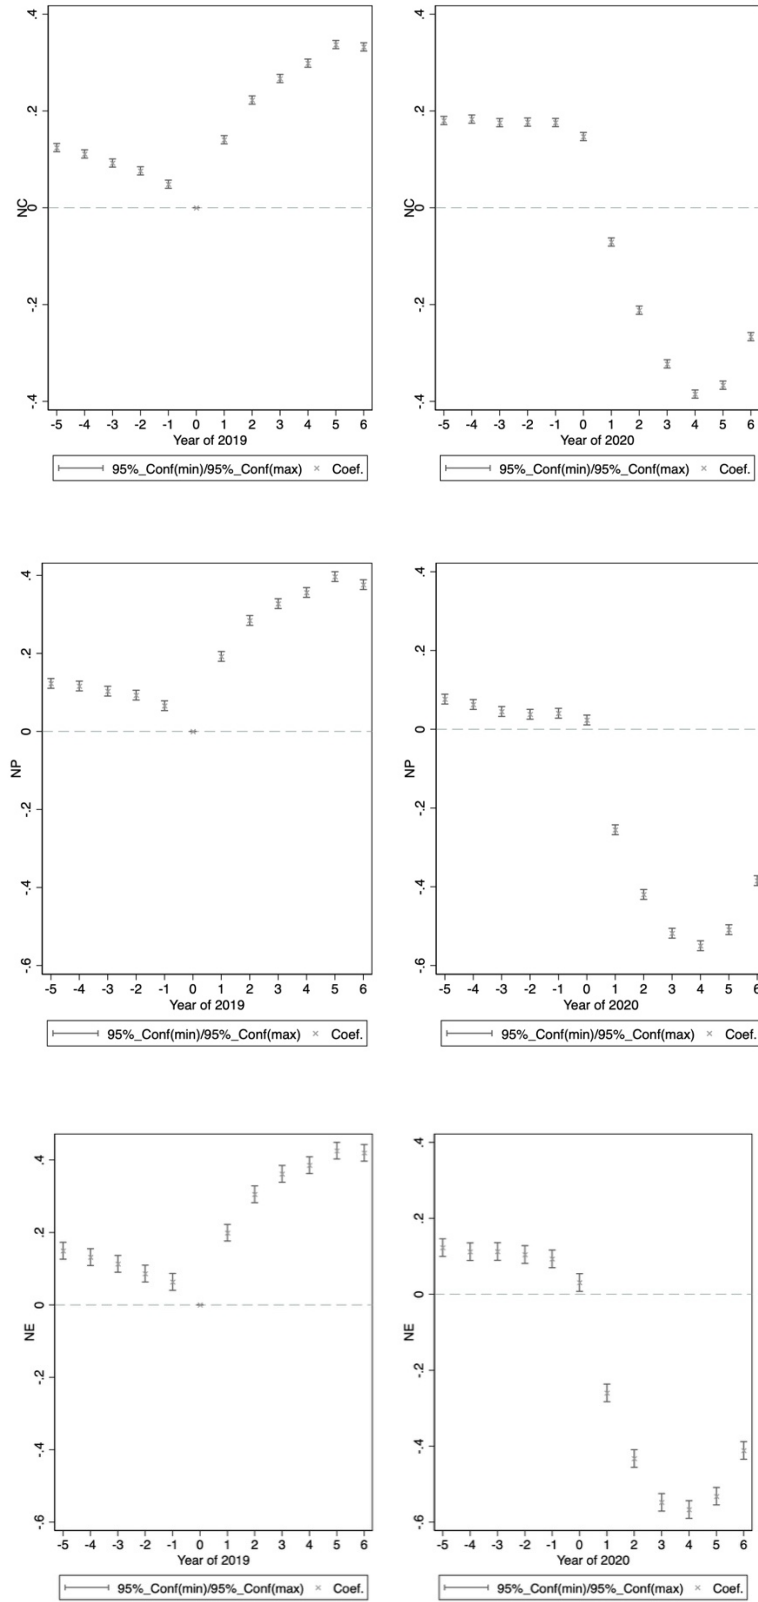 .4
.2
0
-.2
-.4
NC
-5 -4 -3 -2 -1 0 1 2 3 4 5 6
Year of 2019
95%_Conf(min)/95%_Conf(max) × Coef.
.4
.2
0
-.2
-.4
NC
-5 -4 -3 -2 -1 0 1 2 3 4 5 6
Year of 2020
95%_Conf(min)/95%_Conf(max) × Coef.
.4
.2
0
-.2
-.4
-.6
NP
-5 -4 -3 -2 -1 0 1 2 3 4 5 6
Year of 2019
95%_Conf(min)/95%_Conf(max) × Coef.
.4
.2
0
-.2
-.4
-.6
NP
-5 -4 -3 -2 -1 0 1 2 3 4 5 6
Year of 2020
95%_Conf(min)/95%_Conf(max) × Coef.
.4
.2
0
-.2
-.4
-.6
NE
-5 -4 -3 -2 -1 0 1 2 3 4 5 6
Year of 2019
95%_Conf(min)/95%_Conf(max) × Coef.
.4
.2
0
-.2
-.4
-.6
NE
-5 -4 -3 -2 -1 0 1 2 3 4 5 6
Year of 2020
95%_Conf(min)/95%_Conf(max) × Coef.